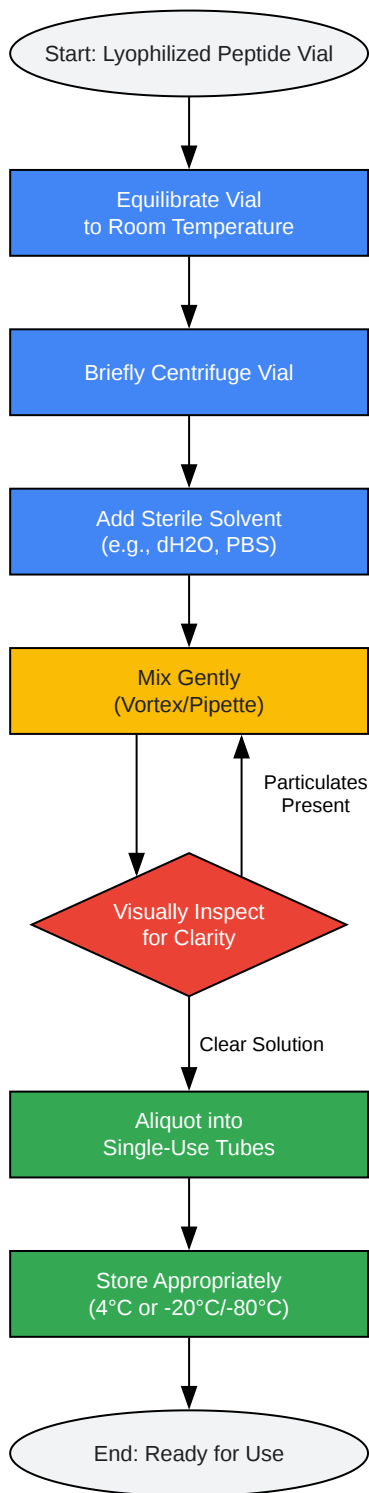 Start: Lyophilized Peptide Vial
Equilibrate Vial
to Room Temperature
Briefly Centrifuge Vial
Add Sterile Solvent
(e.g., dH2O, PBS)
Mix Gently
(Vortex/Pipette)
Particulates
Present
Visually Inspect
for Clarity
Clear Solution
Aliquot into
Single-Use Tubes
Store Appropriately
(4°C or -20°C/-80°C)
End: Ready for Use